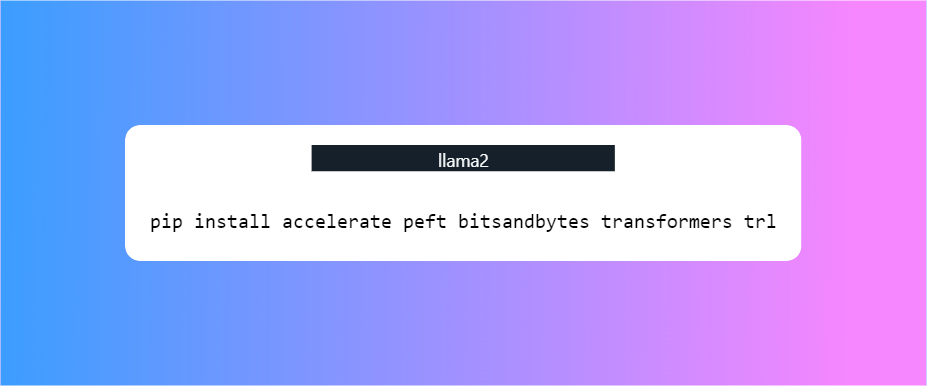 llama2
pip install accelerate peft bitsandbytes transformers trl